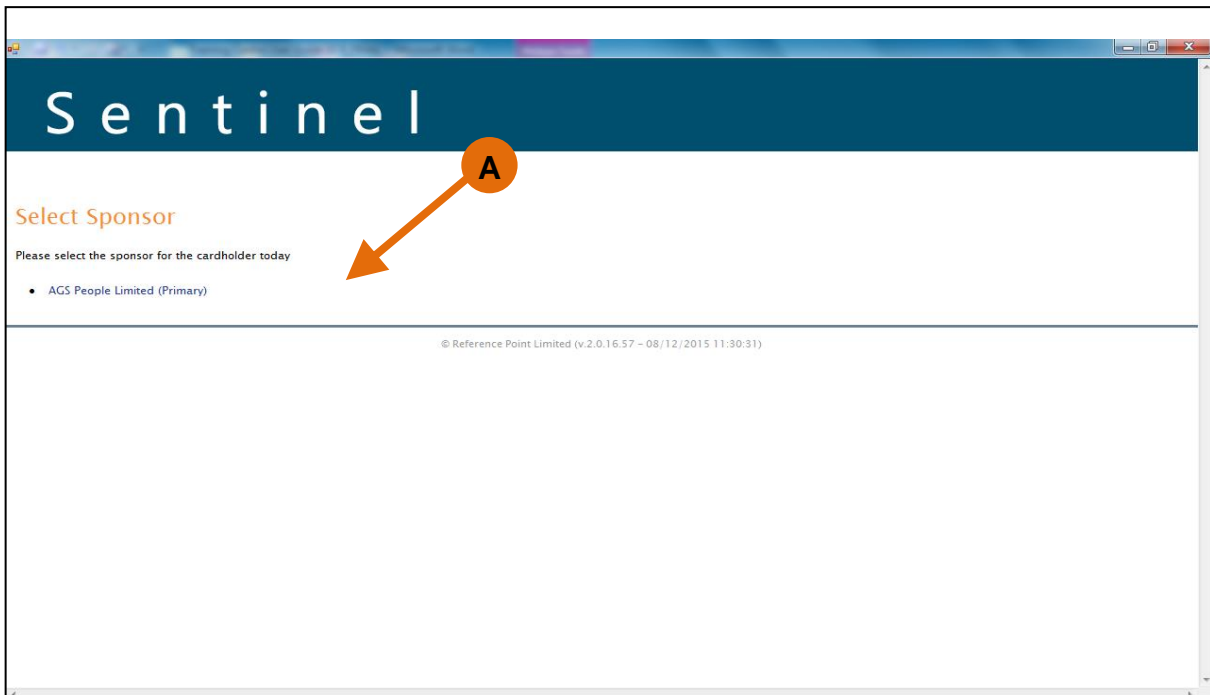 Sentinel
A
Select Sponsor
Please select the sponsor for the cardholder today
• AGS People Limited (Primary)
© Reference Point Limited (v.2.0.16.57 – 08/12/2015 11:30:31)